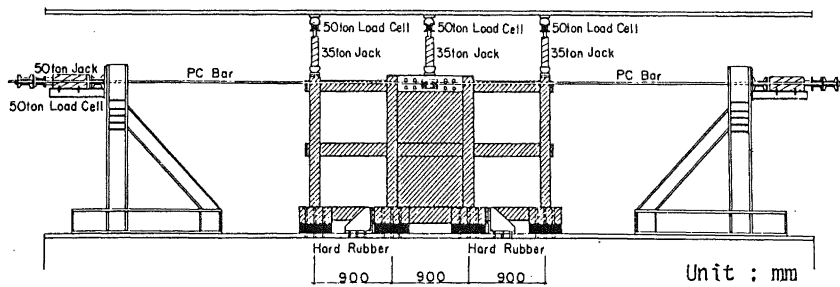 50ton Load Cell 50ton Load Cell 50ton Load Cell
35ton Jack 35ton Jack 35ton Jack
50ton Jack
PC Bar PC Bar
50ton Load Cell
Hard Rubber Hard Rubber
900 900 900
Unit : mm